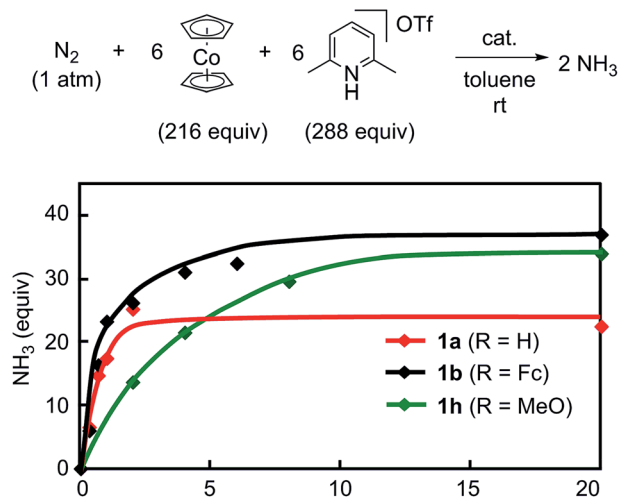 N2 + 6 Co + 6 N H OTf cat. 2 NH3
(1 atm) toluene
rt
(216 equiv) (288 equiv)
NH3 (equiv)
40
30
20
10
0
1a (R = H)
1b (R = Fc)
1h (R = MeO)
0 5 10 15 20